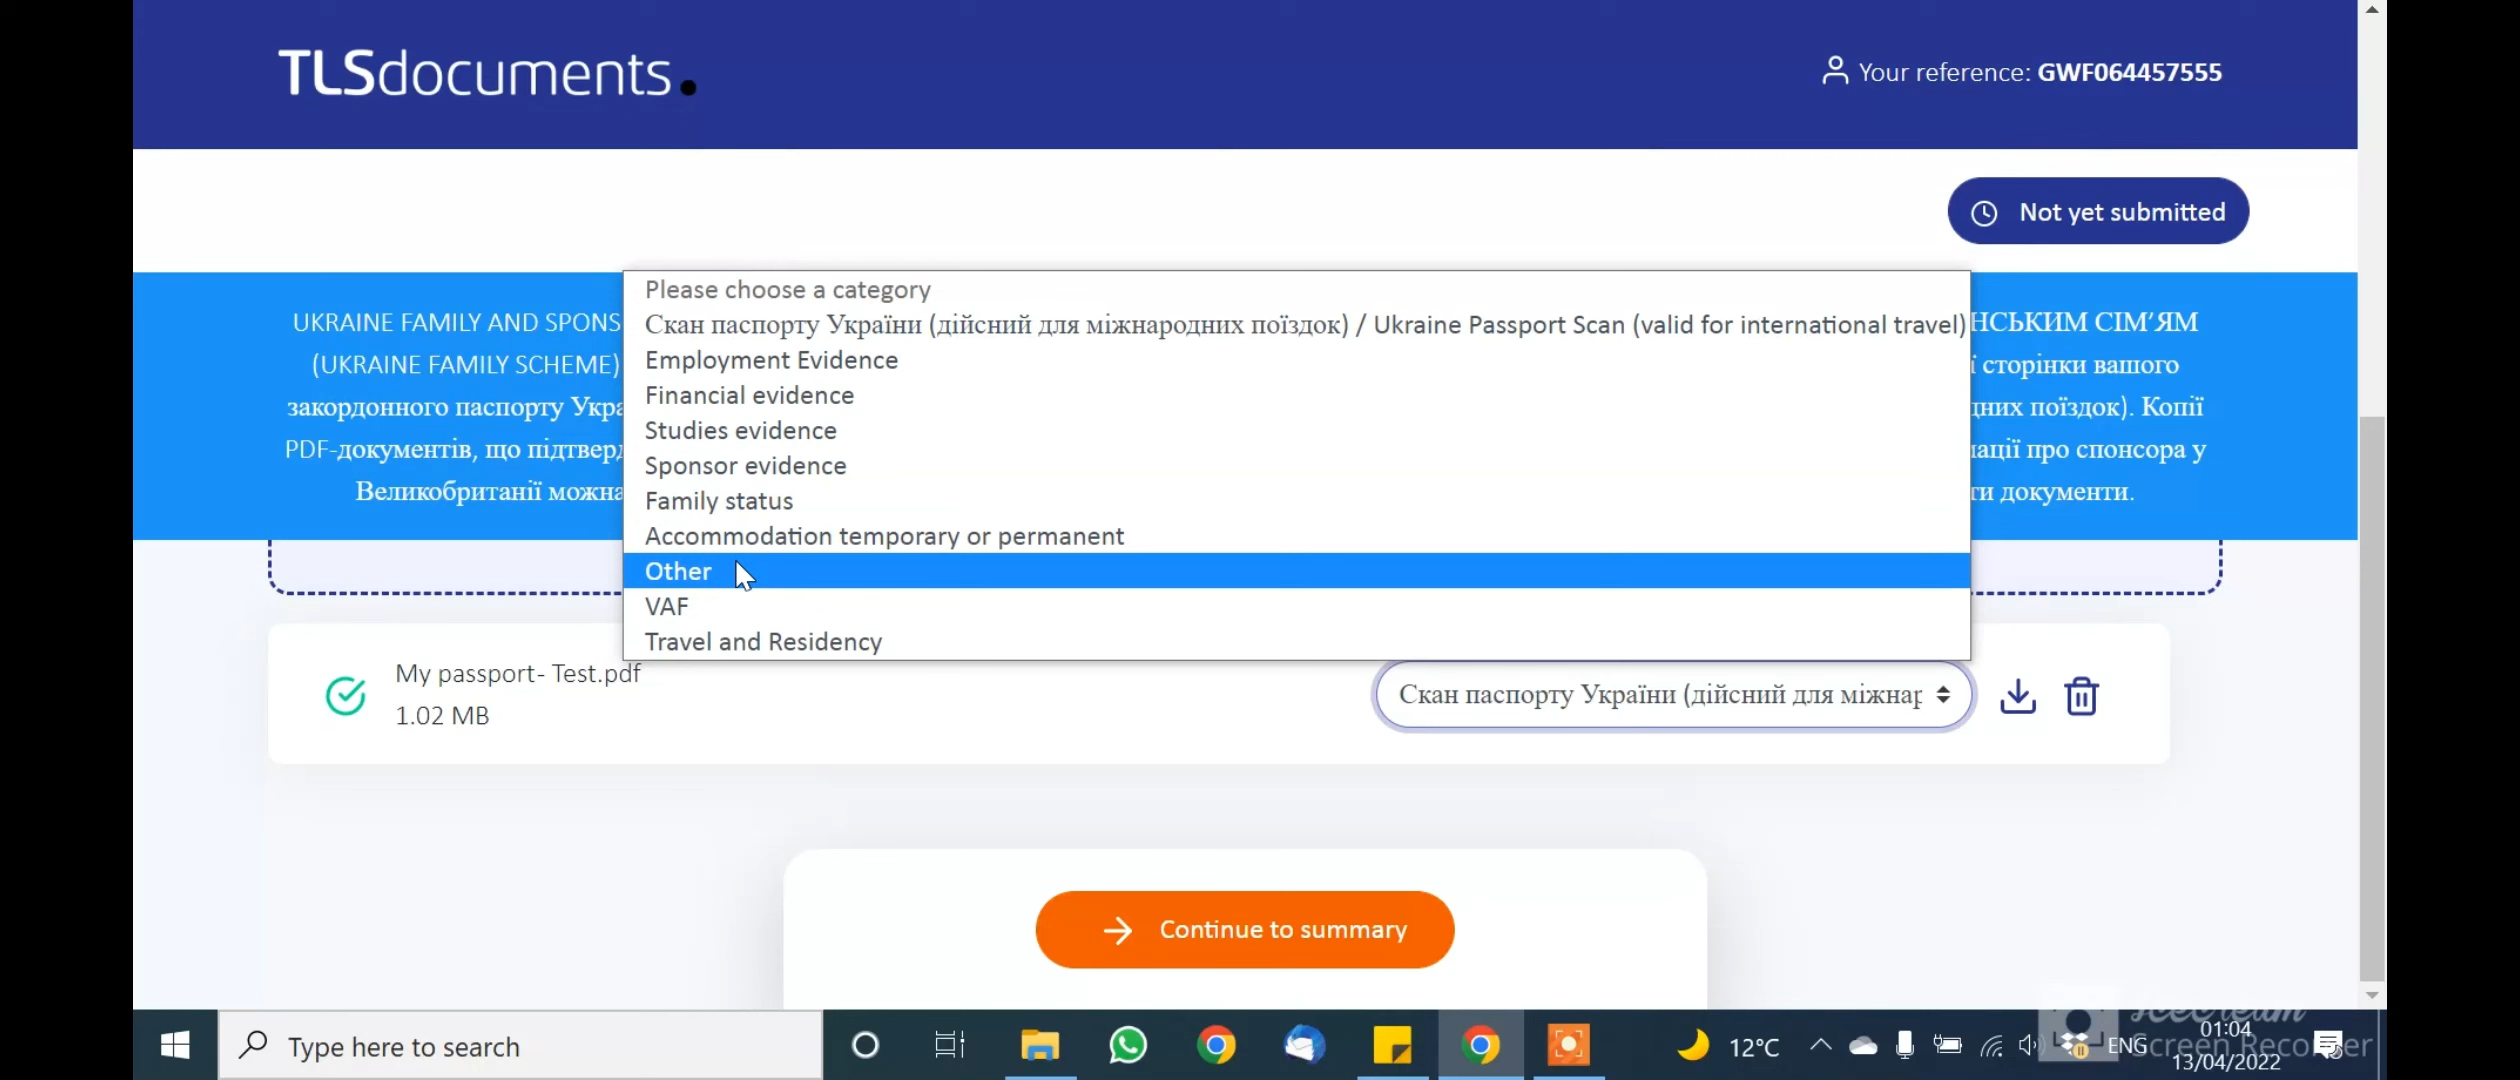 TLSdocuments.
Your reference: GWF064457555
Not yet submitted
Please choose a category
UKRAINE FAMILY AND SPONS
Скан паспорту України (дійсний для міжнародних поїздок) / Ukraine Passport Scan (valid for international travel)
НСЬКИМ СІМ’ЯМ
(UKRAINE FAMILY SCHEME)
Employment Evidence
ї сторінки вашого
закордонного паспорту Укра
Financial evidence
дних поїздок). Копії
PDF-документів, що підтверд
Studies evidence
Sponsor evidence
мації про спонсора у
Великобританії можна
Family status
ти документи.
Accommodation temporary or permanent
Other
VAF
Travel and Residency
My passport- Test.pdf
1.02 MB
Скан паспорту України (дійсний для міжнар
Continue to summary
Type here to search
12°C
ENG
01:04
13/04/2022
Icecream
Screen Recorder